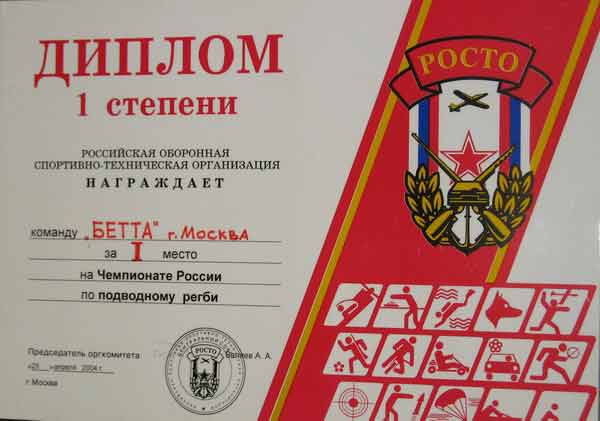 ДИПЛОМ
1 степени
РОССИЙСКАЯ ОБОРОННАЯ
СПОРТИВНО-ТЕХНИЧЕСКАЯ ОРГАНИЗАЦИЯ
НАГРАЖДАЕТ
команду „БЕТТА" г. Москва
за I место
на Чемпионате России
по подводному регби
Председатель оргкомитета А. А.
апреля 2004 г.
г. Москва
РОСТО
РОСТО